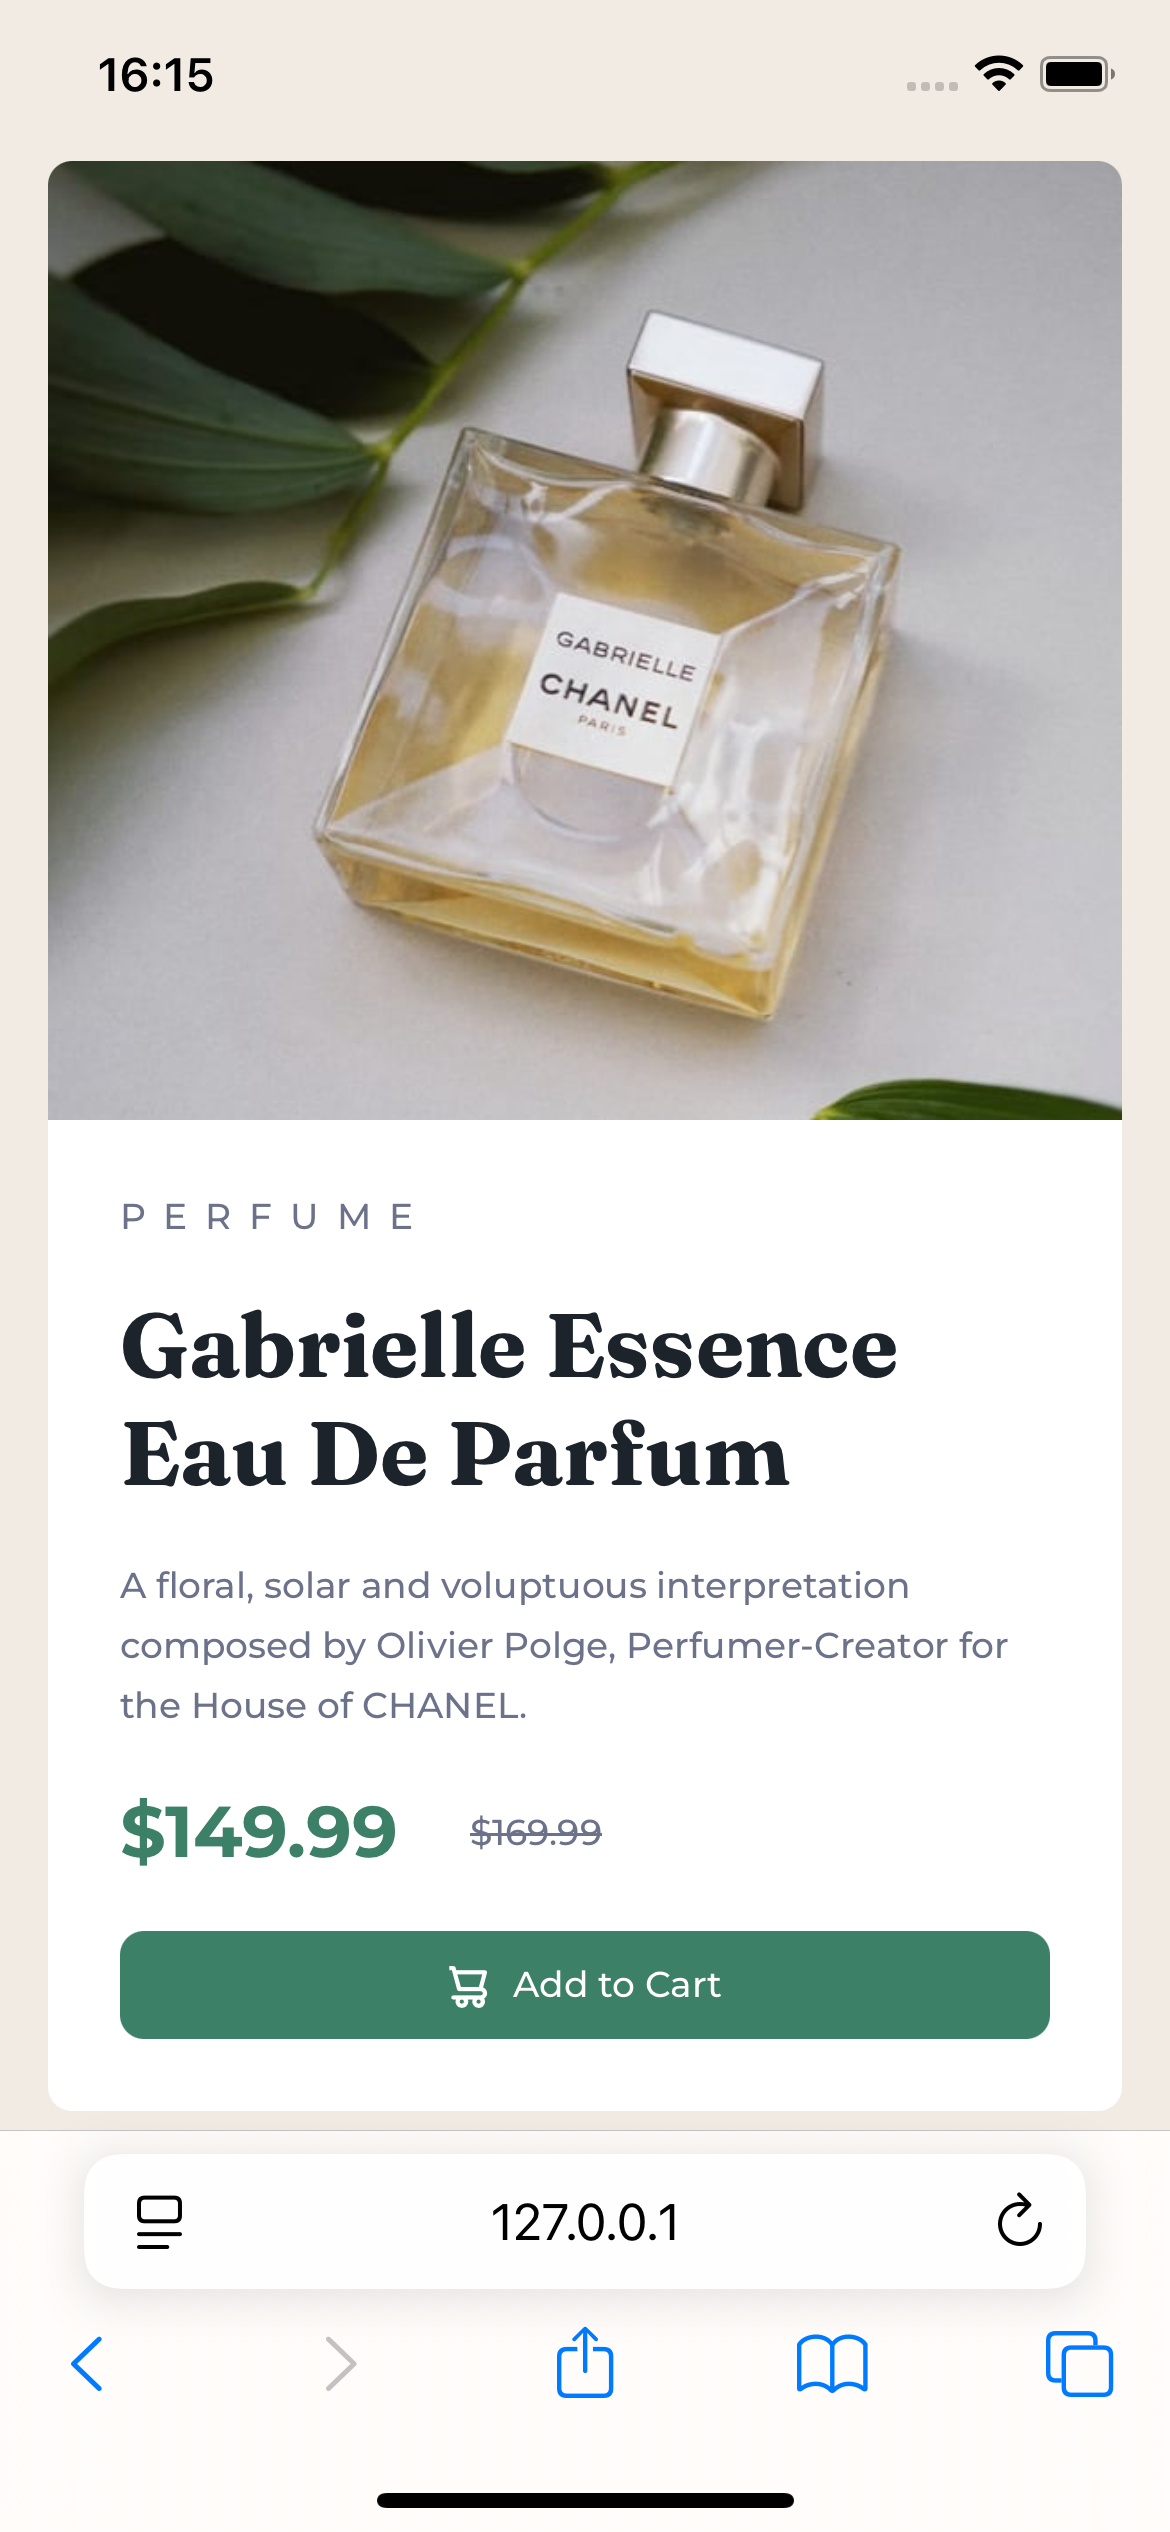 16:15
GABRIELLE
CHANEL
PARIS
PERFUME
Gabrielle Essence
Eau De Parfum
A floral, solar and voluptuous interpretation
composed by Olivier Polge, Perfumer-Creator for
the House of CHANEL.
$149.99 $169.99
Add to Cart
127.0.0.1